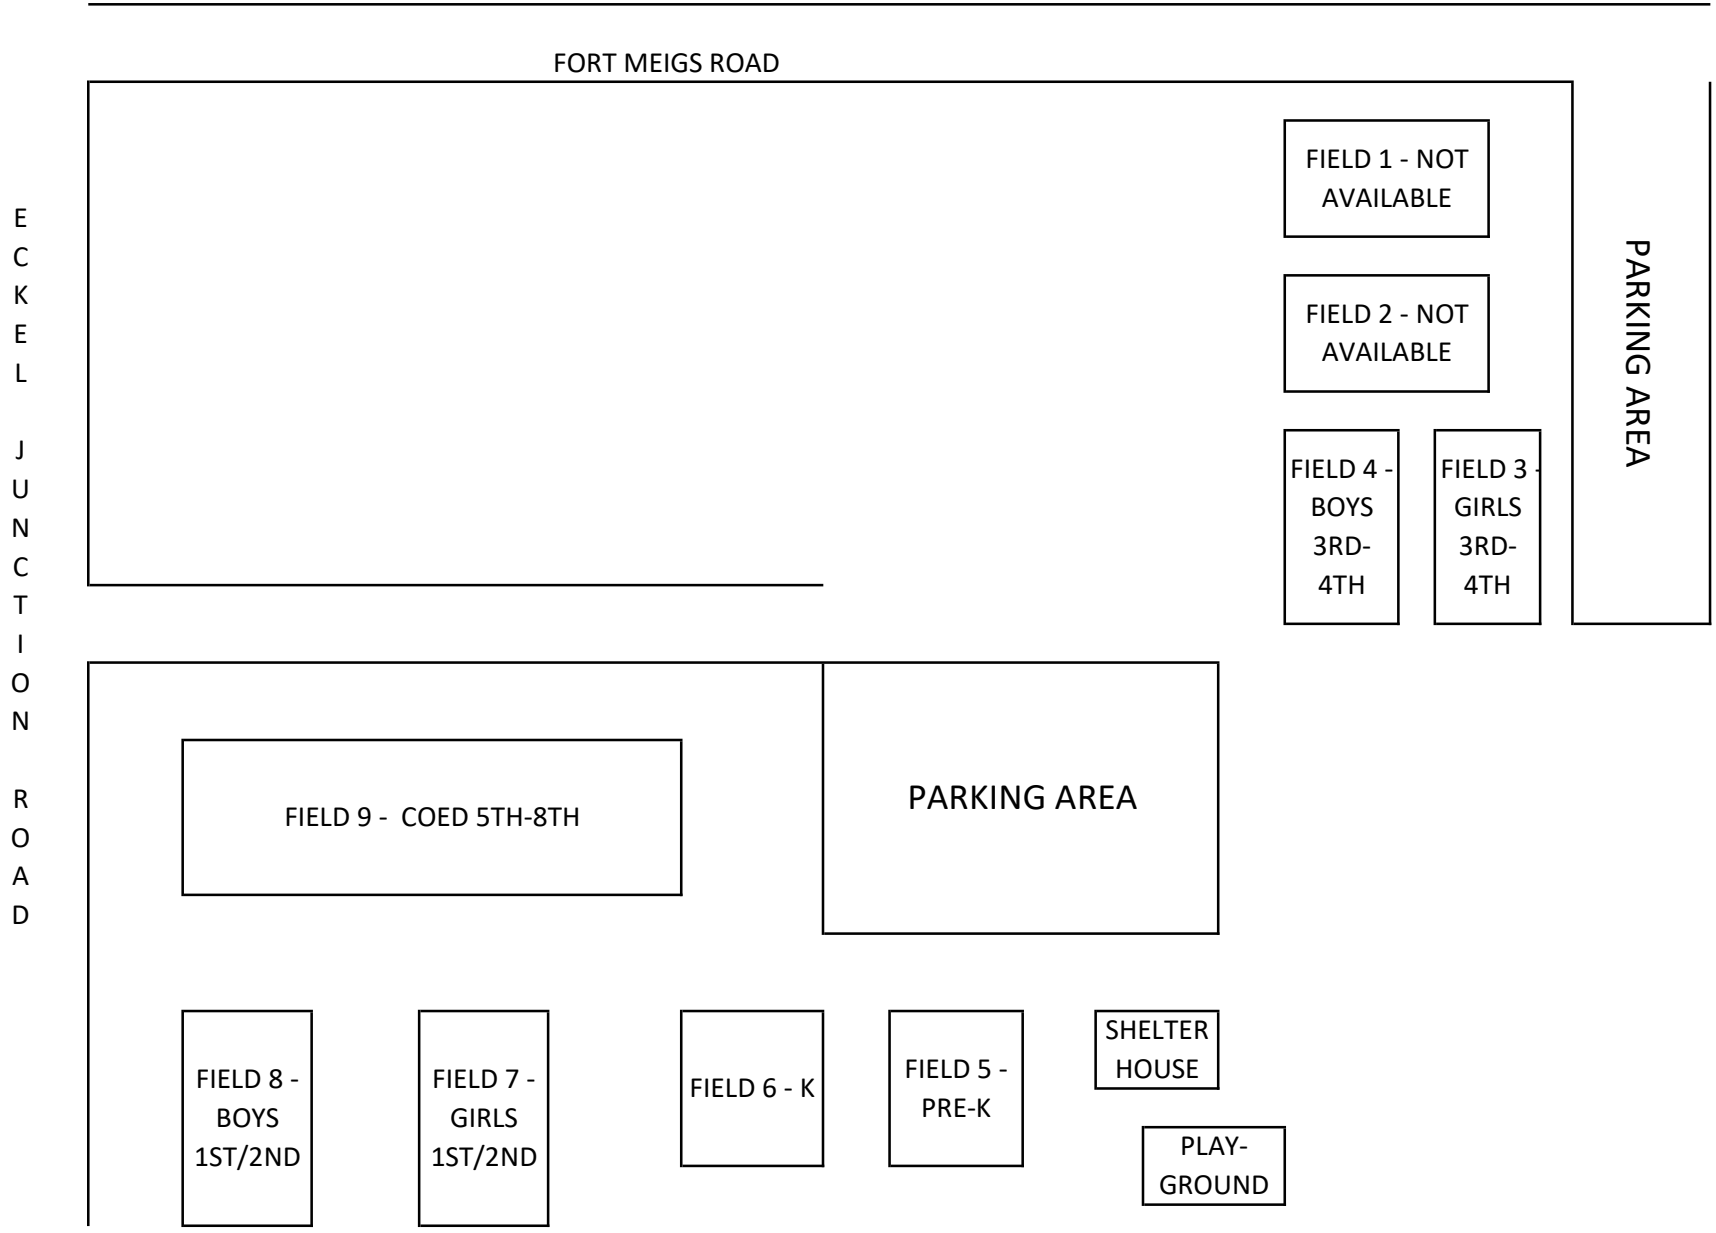 FORT MEIGS ROAD
FIELD 1 - NOT
AVAILABLE
FIELD 2 - NOT
AVAILABLE
PARKING AREA
ECKEL JUNCTION ROAD
FIELD 4 -
BOYS
3RD-
4TH
FIELD 3 -
GIRLS
3RD-
4TH
FIELD 9 -  COED 5TH-8TH
PARKING AREA
FIELD 8 -
BOYS
1ST/2ND
FIELD 7 -
GIRLS
1ST/2ND
FIELD 6 - K
FIELD 5 -
PRE-K
SHELTER
HOUSE
PLAY-
GROUND